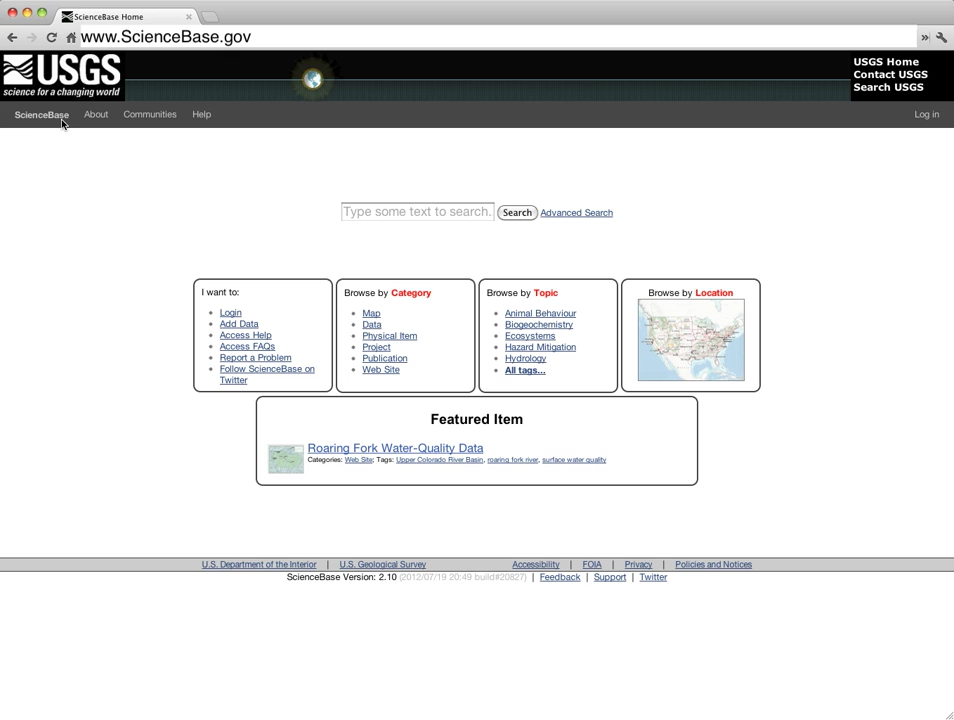 ScienceBase Home
www.ScienceBase.gov
USGS
science for a changing world
USGS Home
Contact USGS
Search USGS
ScienceBase About Communities Help Log in
Type some text to search. Search Advanced Search
I want to:
Login
Add Data
Access Help
Access FAQs
Report a Problem
Follow ScienceBase on
Twitter
Browse by Category
Map
Data
Physical Item
Project
Publication
Web Site
Browse by Topic
Animal Behaviour
Biogeochemistry
Ecosystems
Hazard Mitigation
Hydrology
All tags...
Browse by Location
Featured Item
Roaring Fork Water-Quality Data
Categories: Web Site; Tags: Upper Colorado River Basin, roaring fork river, surface water quality
U.S. Department of the Interior | U.S. Geological Survey Accessibility | FOIA | Privacy | Policies and Notices
ScienceBase Version: 2.10 (2012/07/19 20:49 build#20827) | Feedback | Support | Twitter